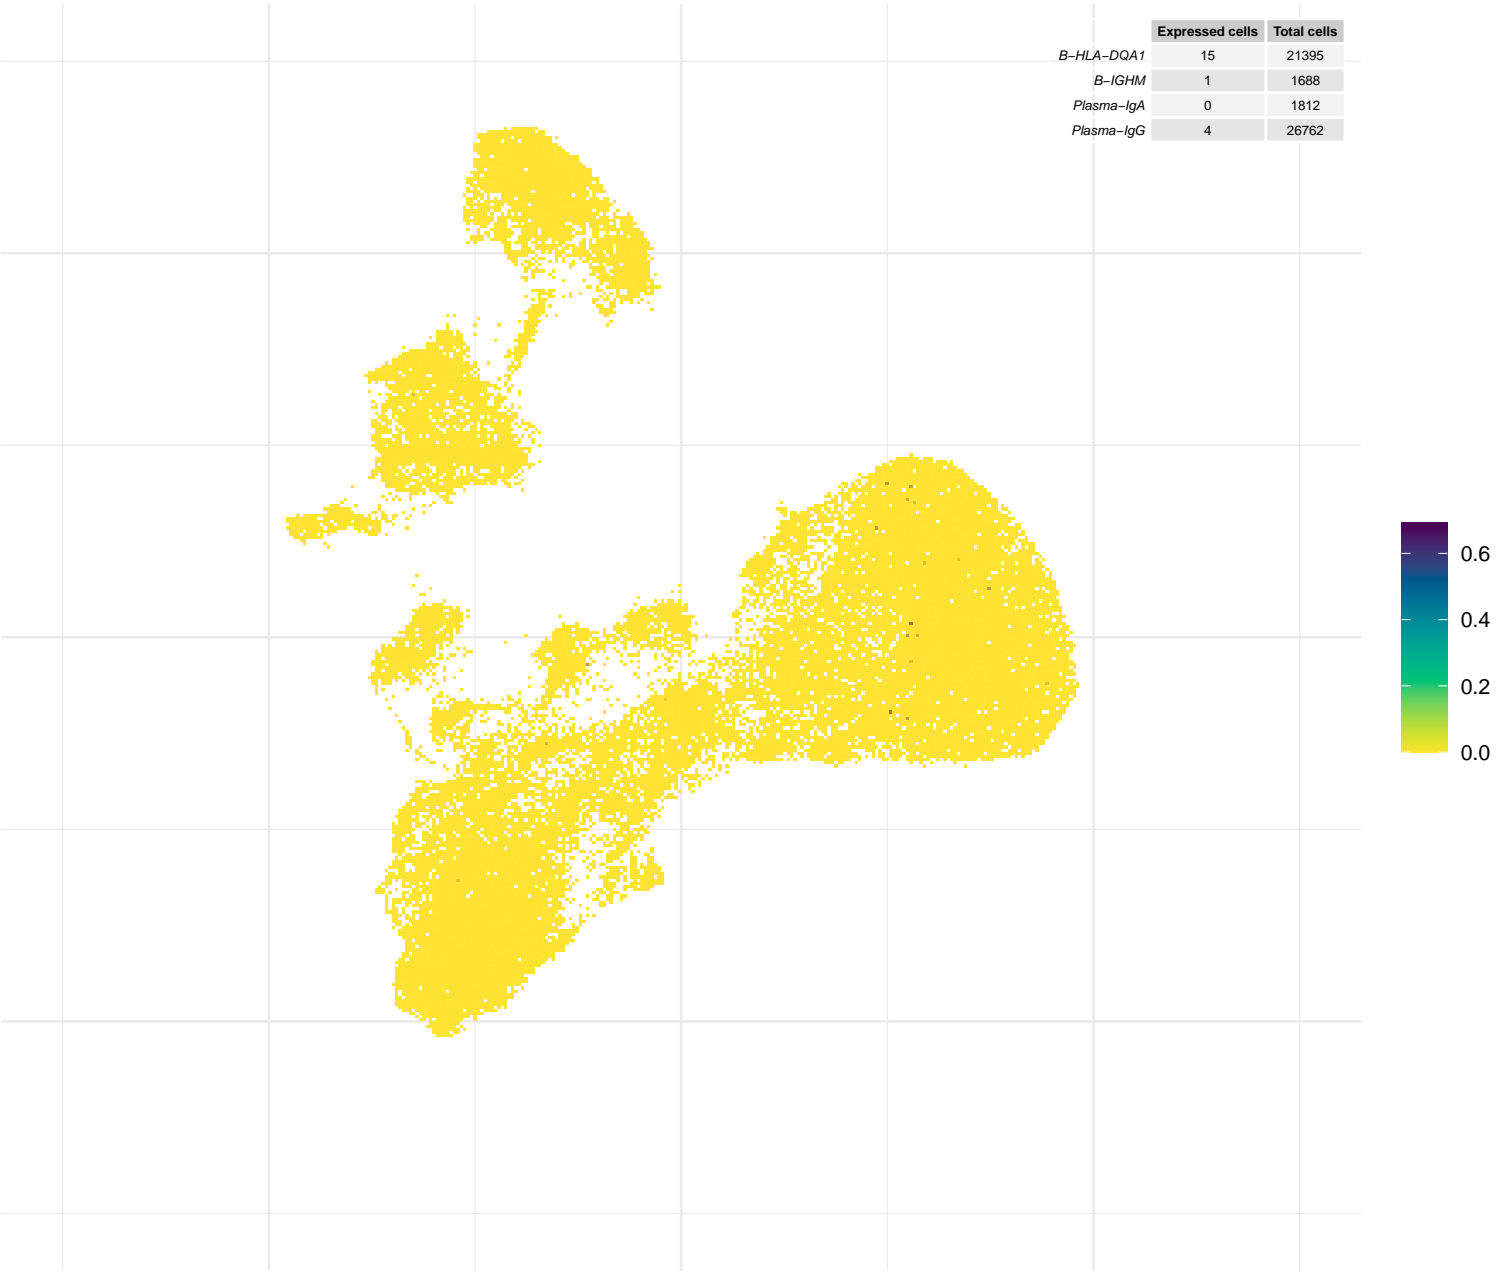 Expressed cells Total cells
B−HLA−DQA1 15 21395
B−IGHM 1 1688
Plasma−IgA 0 1812
Plasma−IgG 4 26762
0.6
0.4
0.2
0.0